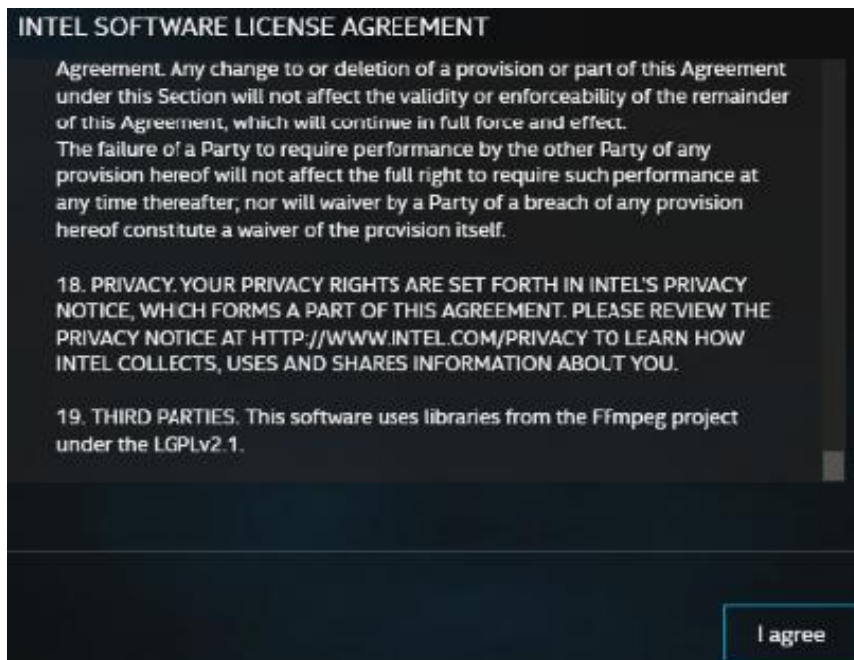 INTEL SOFTWARE LICENSE AGREEMENT
Agreement. Any change to or deletion of a provision or part of this Agreement
under this Section will not affect the validity or enforceability of the remainder
of this Agreement, which will continue in full force and effect.
The failure of a Party to require performance by the other Party of any
provision hereof will not affect the full right to require such performance at
any time thereafter; nor will waiver by a Party of a breach of any provision
hereof constitute a waiver of the provision itself.
18. PRIVACY. YOUR PRIVACY RIGHTS ARE SET FORTH IN INTEL'S PRIVACY
NOTICE, WHICH FORMS A PART OF THIS AGREEMENT. PLEASE REVIEW THE
PRIVACY NOTICE AT HTTP://WWW.INTEL.COM/PRIVACY TO LEARN HOW
INTEL COLLECTS, USES AND SHARES INFORMATION ABOUT YOU.
19. THIRD PARTIES. This software uses libraries from the FFmpeg project
under the LGPLv2.1.
I agree